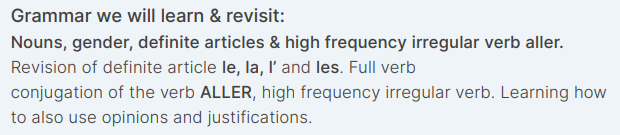 Grammar we will learn & revisit:
Nouns, gender, definite articles & high frequency irregular verb aller.
Revision of definite article le, la, l’ and les. Full verb
conjugation of the verb ALLER, high frequency irregular verb. Learning how
to also use opinions and justifications.